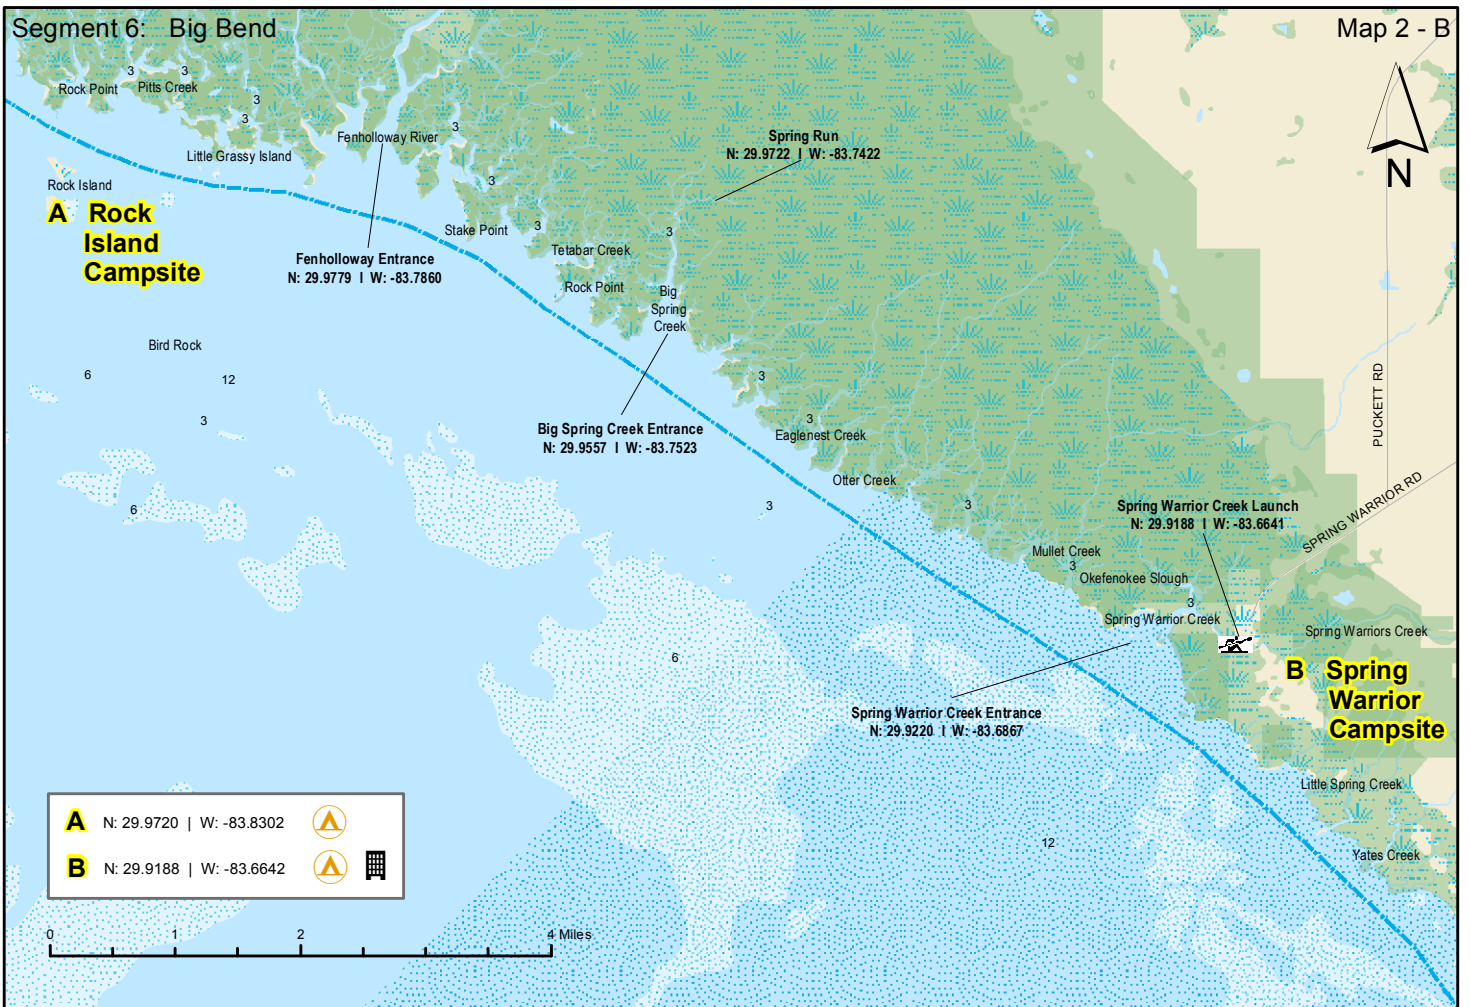 Segment 6: Big Bend
Map 2 - B
3
3
Rock Point
Pitts Creek
3
3
Fenholloway River
3
Little Grassy Island
Spring Run
N: 29.9722 | W: -83.7422
N
Rock Island
A Rock
Island
Campsite
3
Stake Point
3
3
Tetabar Creek
Fenholloway Entrance
N: 29.9779 | W: -83.7860
Rock Point
Big
Spring
Creek
Bird Rock
6
12
3
3
3
PUCKETT RD
Big Spring Creek Entrance
N: 29.9557 | W: -83.7523
Eaglenest Creek
Otter Creek
6
3
3
Spring Warrior Creek Launch
N: 29.9188 | W: -83.6641
SPRING WARRIOR RD
Mullet Creek
3
Okefenokee Slough
3
Spring Warrior Creek
Spring Warriors Creek
6
B Spring
Warrior
Campsite
Spring Warrior Creek Entrance
N: 29.9220 | W: -83.6867
Little Spring Creek
12
Yates Creek
A N: 29.9720 | W: -83.8302
B N: 29.9188 | W: -83.6642
0 1 2 4 Miles